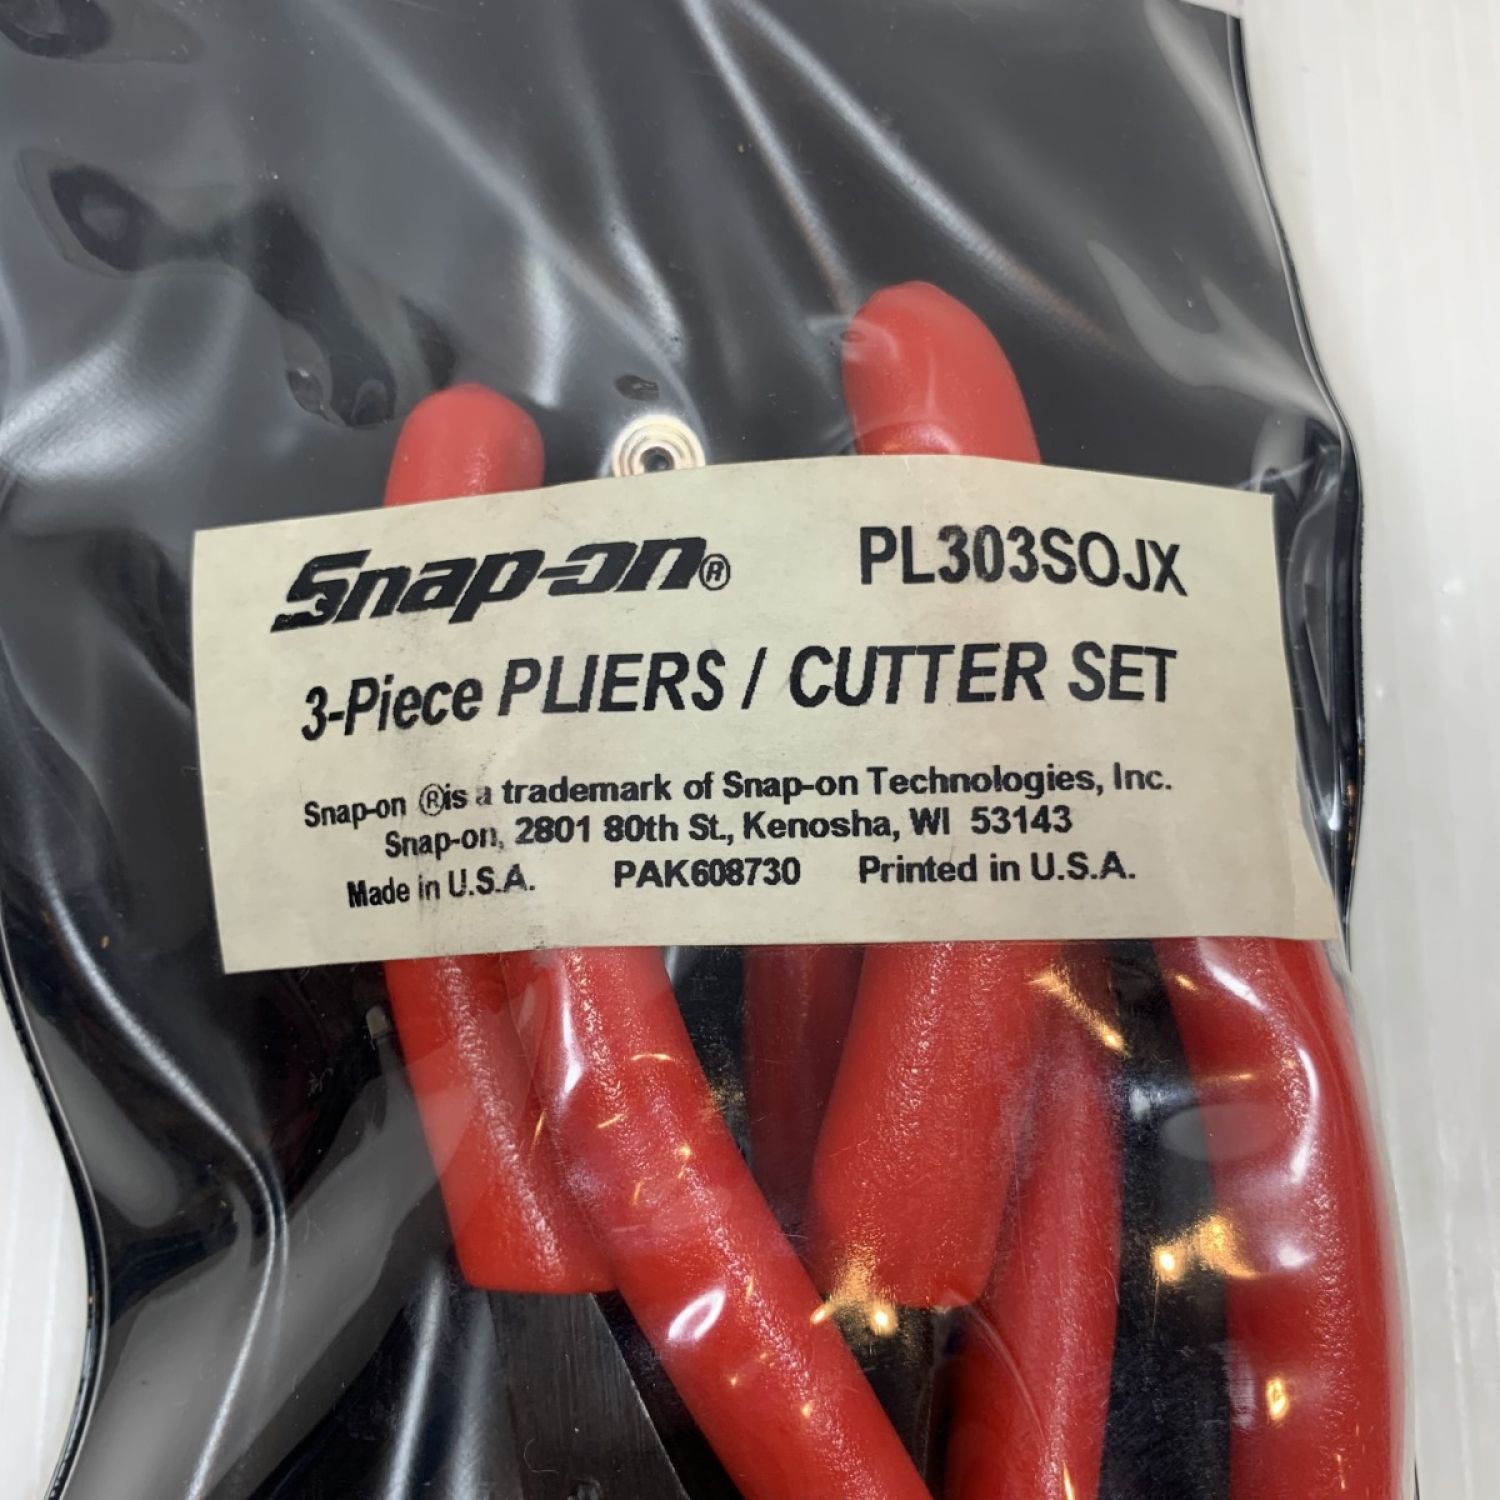 Snap-on® PL303SOJX
3-Piece PLIERS / CUTTER SET
Snap-on ®is a trademark of Snap-on Technologies, Inc.
Snap-on, 2801 80th St., Kenosha, WI 53143
Made in U.S.A. PAK608730 Printed in U.S.A.